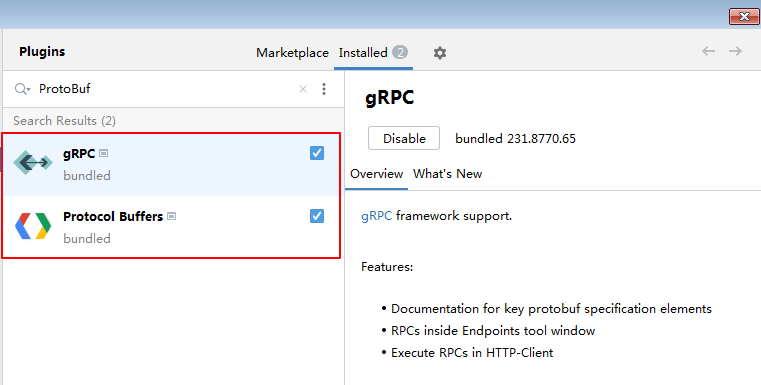 Plugins
Marketplace Installed 2
ProtoBuf
Search Results (2)
gRPC
bundled
Protocol Buffers
bundled
gRPC
Disable bundled 231.8770.65
Overview What's New
gRPC framework support.
Features:
• Documentation for key protobuf specification elements
• RPCs inside Endpoints tool window
• Execute RPCs in HTTP-Client